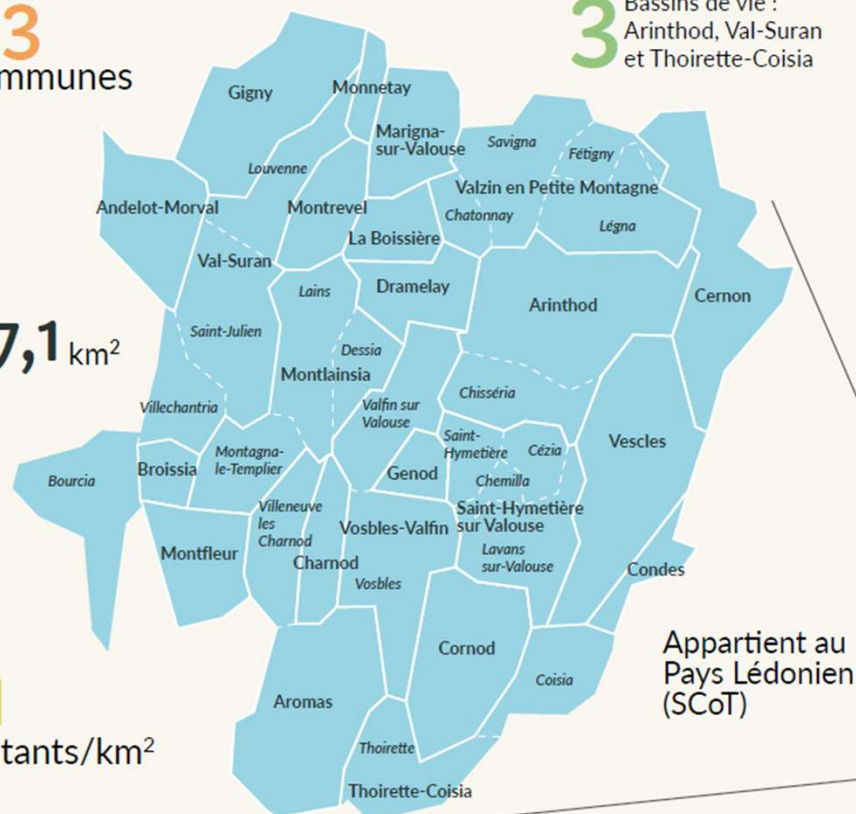 3
mmunes
3
Bassins de vie :
Arinthod, Val-Suran
et Thoirette-Coisia
Gigny
Monnetay
Marigna-
sur-Valouse
Savigna
Fétigny
Louvenne
Valzin en Petite Montagne
Andelot-Morval
Montrevel
Chatonnay
Légna
La Boissière
Val-Suran
Lains
Dramelay
Arinthod
Cernon
7,1 km²
Saint-Julien
Dessia
Montlainsia
Chisséria
Villechantria
Valfin sur
Valouse
Saint-
Hymetière
Cézia
Vescles
Bourcia
Broissia
Montagna-
le-Templier
Genod
Chemilla
Villeneuve
les
Charnod
Saint-Hymetière
sur Valouse
Vosbles-Valfin
Montfleur
Charnod
Lavans
sur-Valouse
Condes
Vosbles
Cornod
Appartient au
Pays Lédonien
(SCoT)
Coisia
Aromas
tants/km²
Thoirette
Thoirette-Coisia